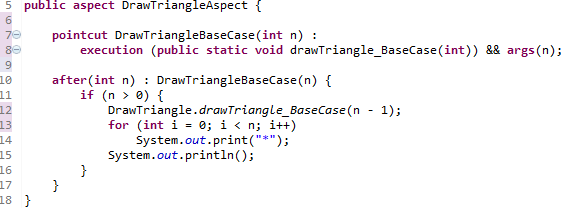 5 public aspect DrawTriangleAspect {
6
7 pointcut DrawTriangleBaseCase(int n) :
8 execution (public static void drawTriangle_BaseCase(int)) && args(n);
9
10 after(int n) : DrawTriangleBaseCase(n) {
11 if (n > 0) {
12 DrawTriangle.drawTriangle_BaseCase(n - 1);
13 for (int i = 0; i < n; i++)
14 System.out.print("*");
15 System.out.println();
16 }
17 }
18 }